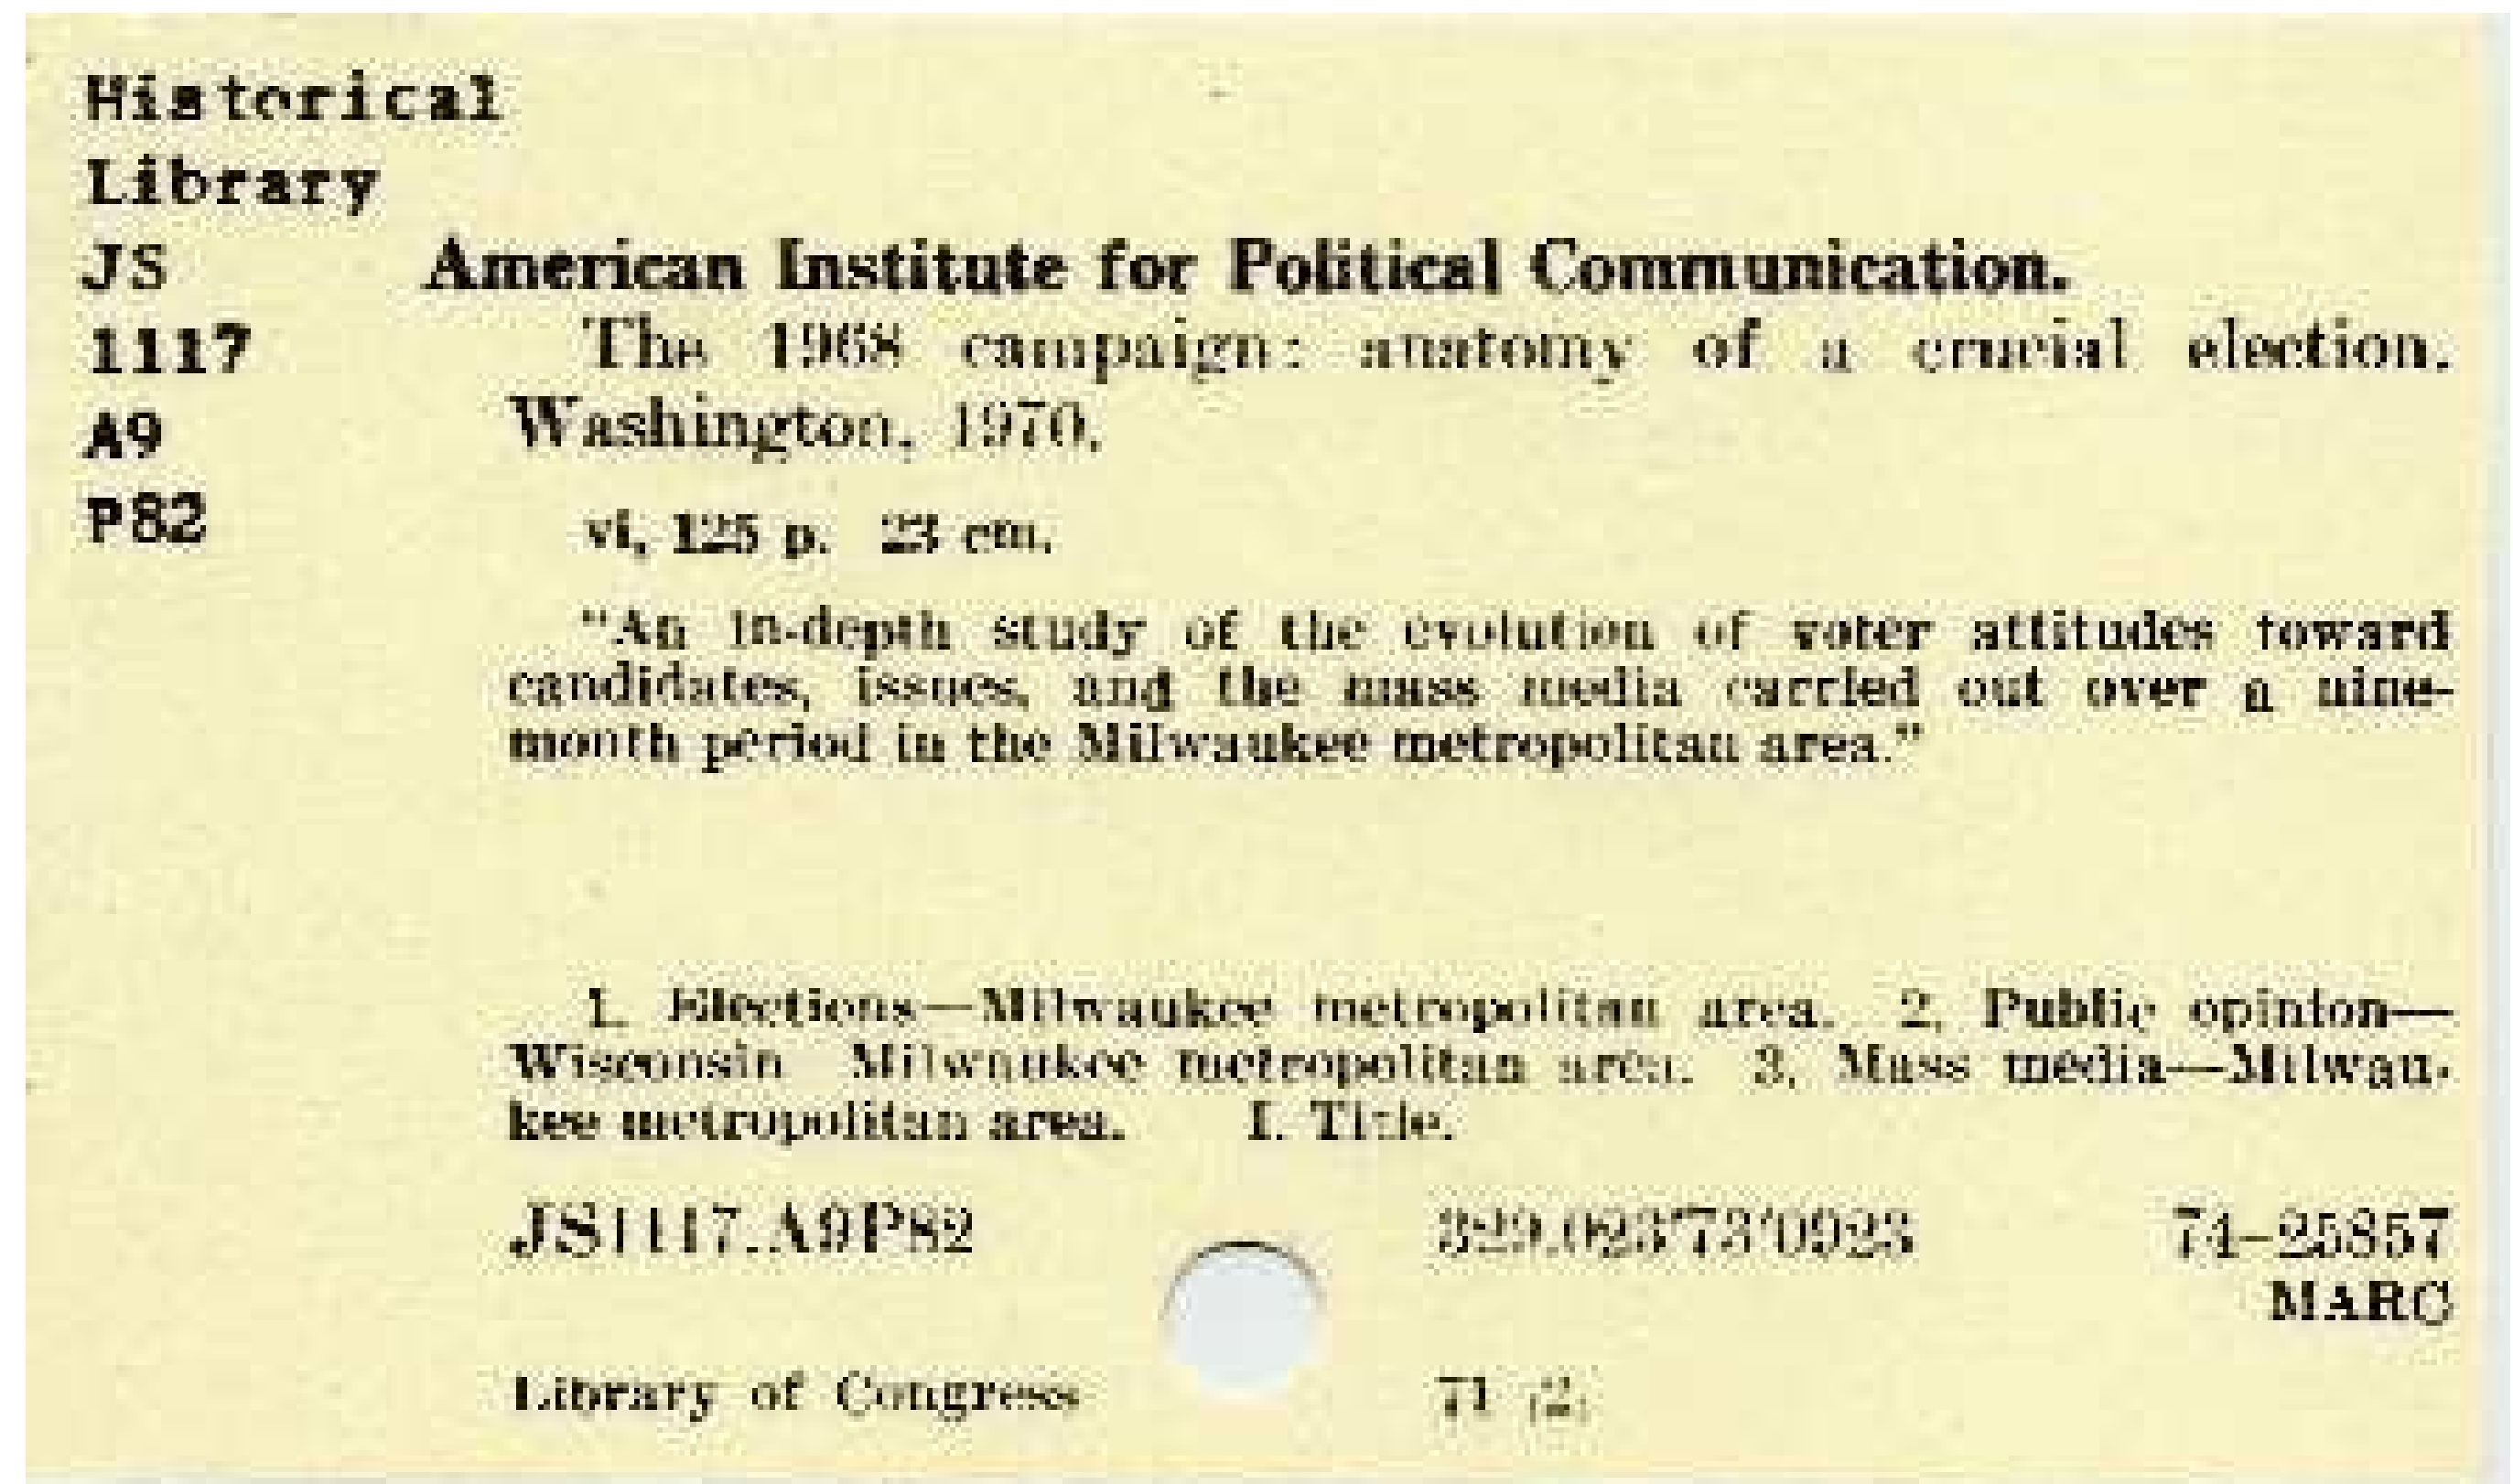 Historical
Library
JS American Institute for Political Communication.
1117 The 1968 campaign: anatomy of a crucial election.
A9 Washington, 1970.
P82 vi, 125 p. 23 cm.
"An in-depth study of the evolution of voter attitudes toward
candidates, issues, and the mass media carried out over a nine-
month period in the Milwaukee metropolitan area."
1. Elections—Milwaukee metropolitan area. 2. Public opinion—
Wisconsin Milwaukee metropolitan area. 3. Mass media—Milwau-
kee metropolitan area. I. Title.
JS1117.A9P82 329.023'73'0923 74–25857
MARC
Library of Congress 71 [2]